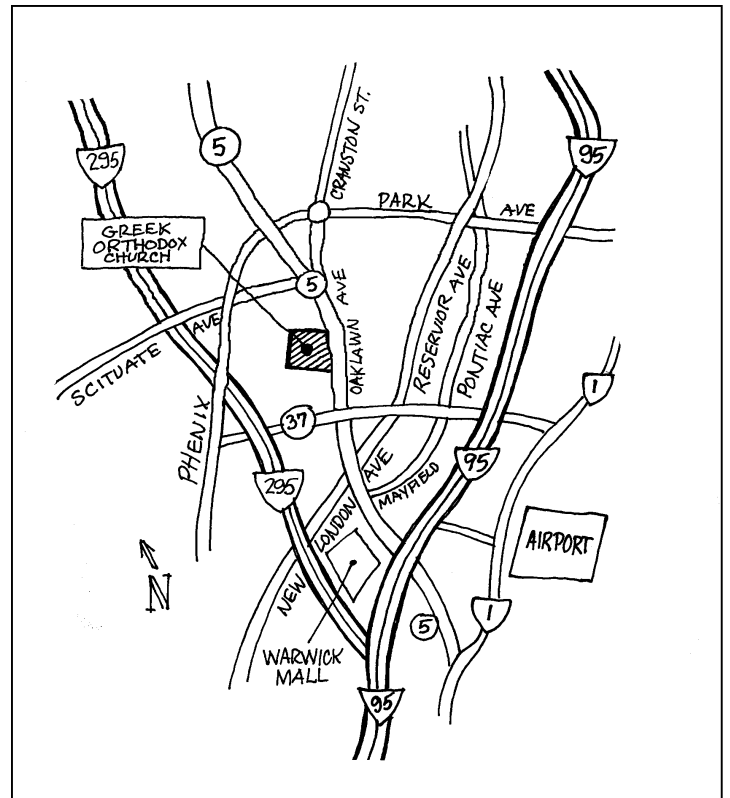 CRANSTON ST.
5
95
295
PARK AVE
GREEK
ORTHODOX
CHURCH
5
AVE
OAKLAWN
RESERVIOR AVE
PONTIAC AVE
SCITUATE AVE
1
PHENIX
37
95
295
AVE
MAYFIELD
LONDON
NEW
AIRPORT
N
1
5
WARWICK
MALL
95